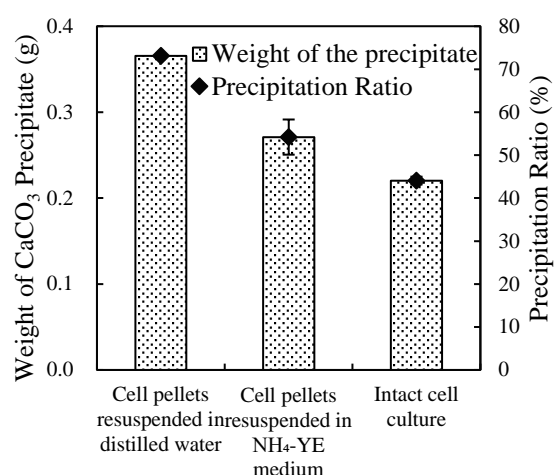 Weight of CaCO₃ Precipitate (g)
0.4
0.3
0.2
0.1
0.0
Weight of the precipitate
Precipitation Ratio
80
70
60
50
40
30
20
10
0
Precipitation Ratio (%)
Cell pellets
resuspended in
distilled water
Cell pellets
resuspended in
NH₄-YE
medium
Intact cell
culture